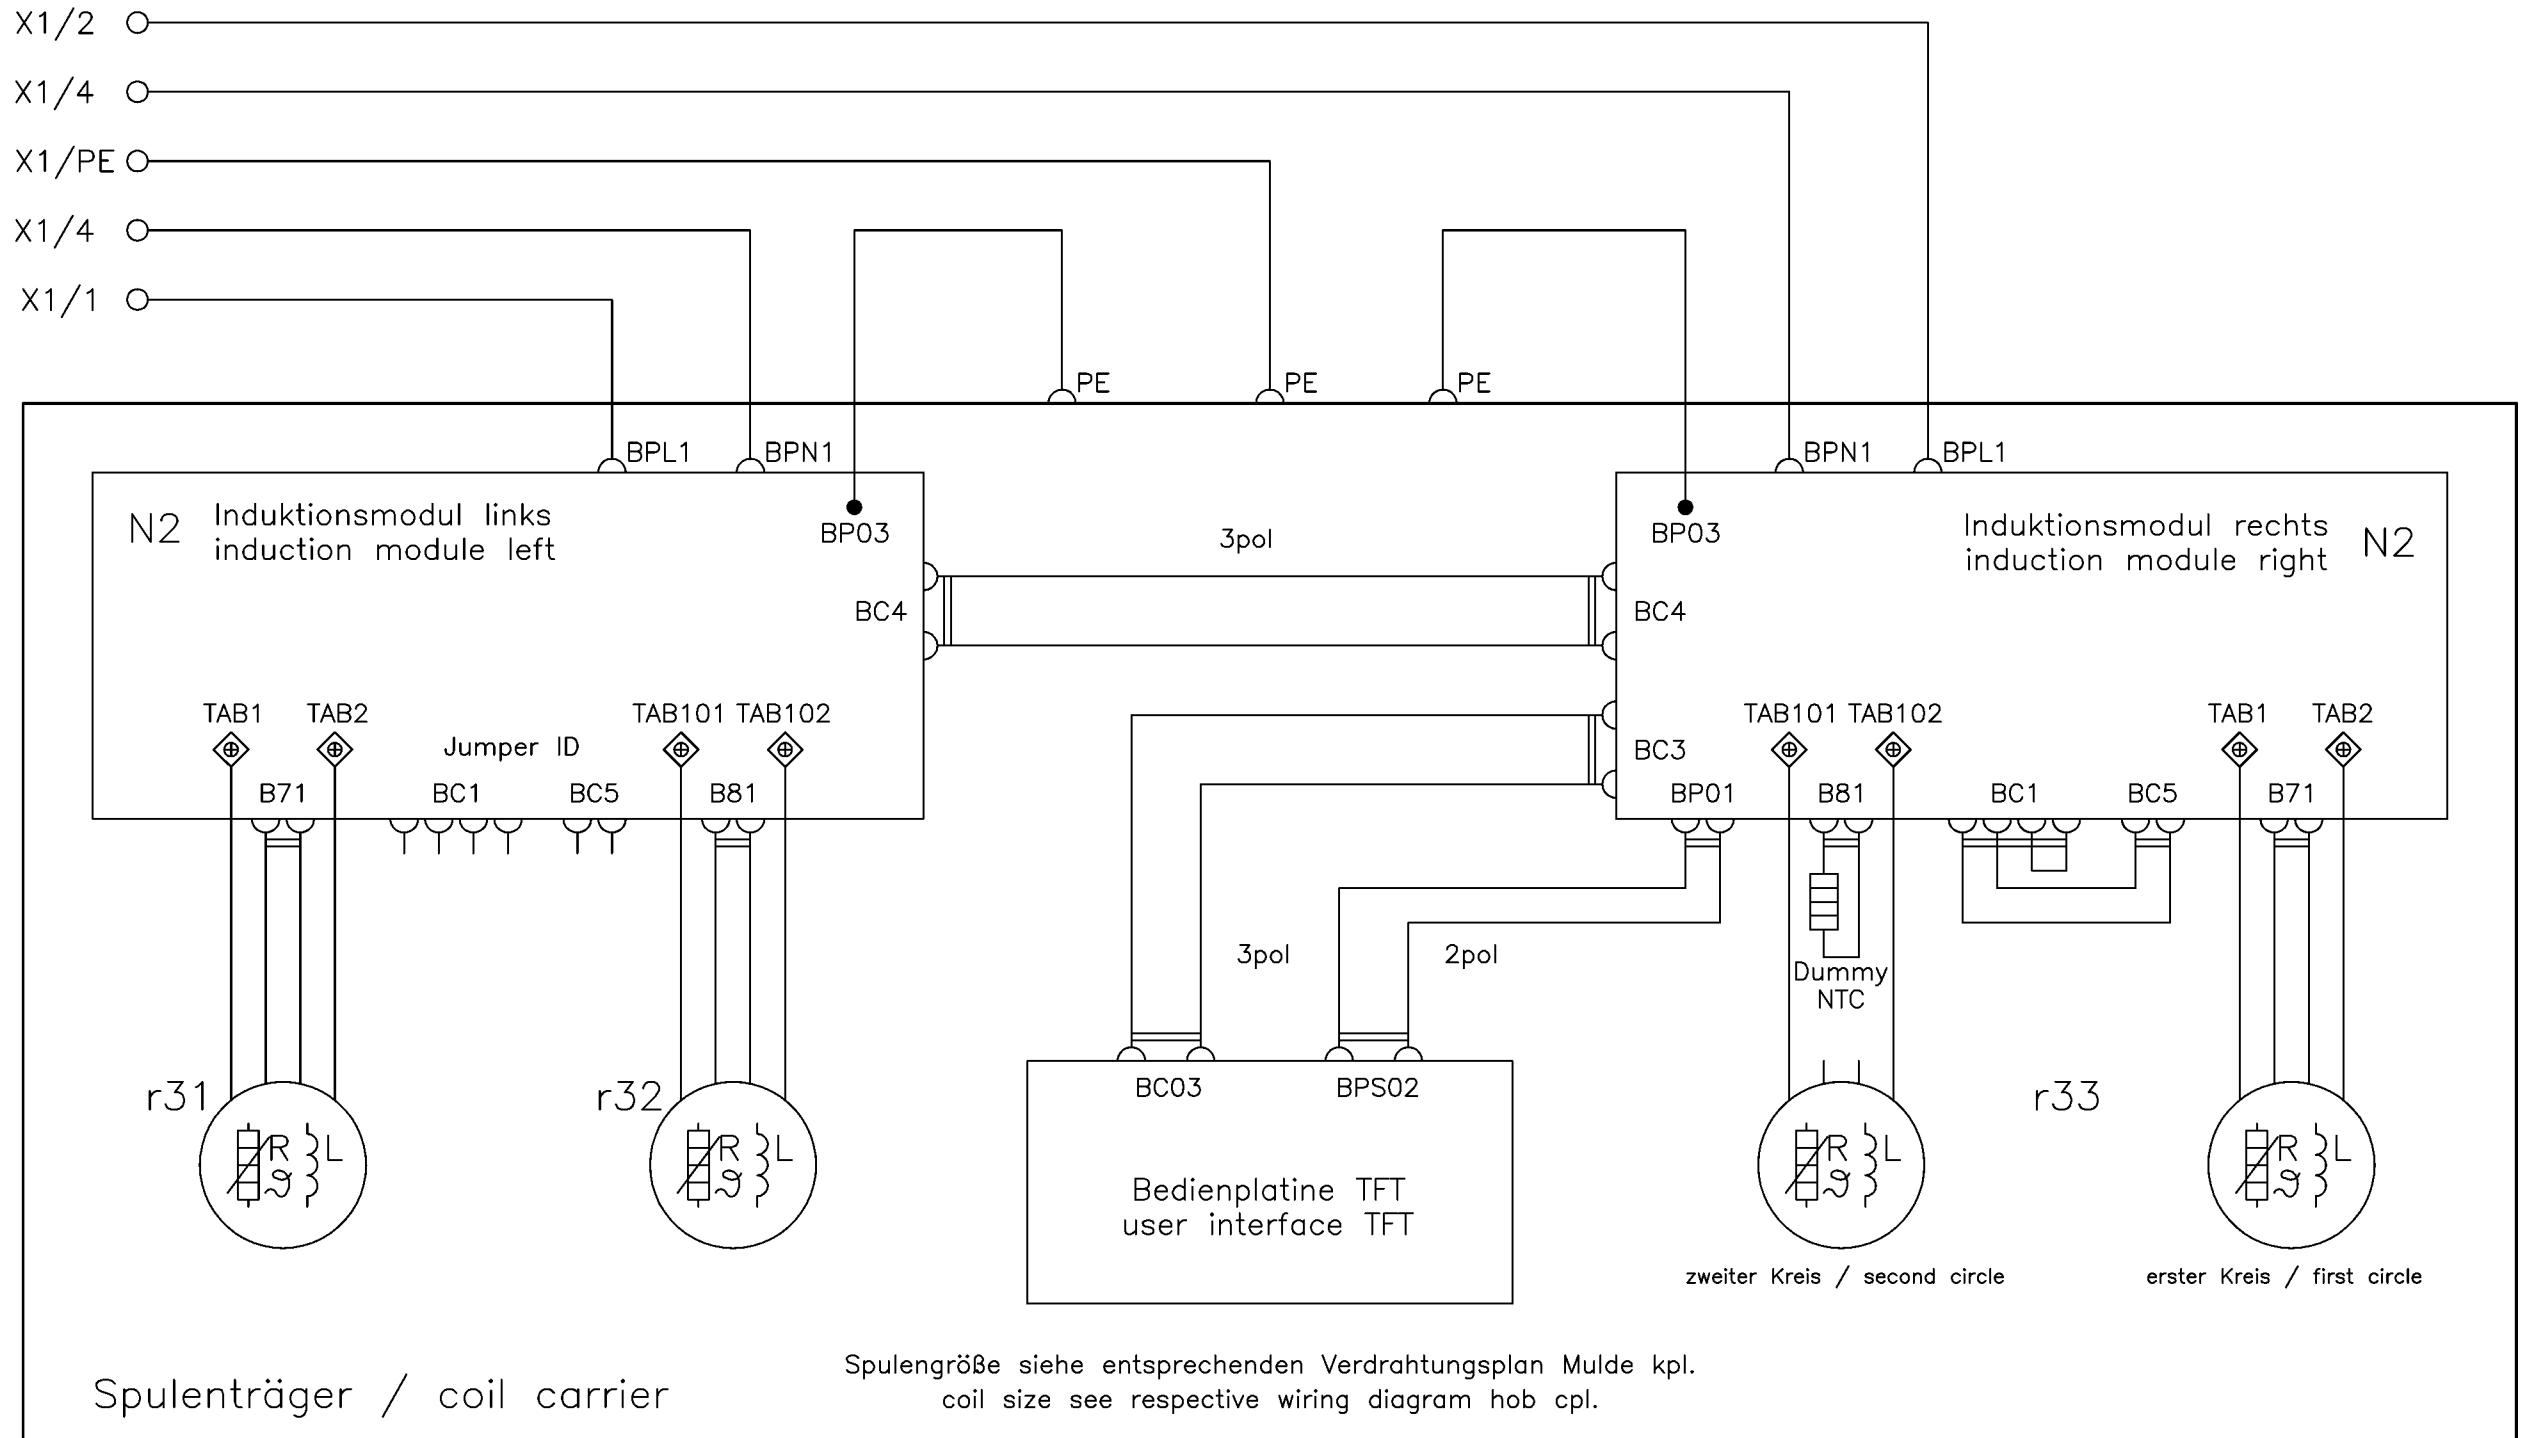 X1/2
X1/4
X1/PE
X1/4
X1/1
PE PE PE
BPL1 BPN1 BPN1 BPL1
N2 Induktionsmodul links
induction module left
BP03
3pol
BP03
Induktionsmodul rechts N2
induction module right
BC4 BC4
TAB1 TAB2 TAB101 TAB102 TAB101 TAB102 TAB1 TAB2
Jumper ID BC3
B71 BC1 BC5 B81 BP01 B81 BC1 BC5 B71
3pol 2pol
Dummy
NTC
r31 r32 BC03 BPS02 r33
R L R L R L R L
ϑ ϑ ϑ ϑ
Bedienplatine TFT
user interface TFT
zweiter Kreis / second circle erster Kreis / first circle
Spulengröße siehe entsprechenden Verdrahtungsplan Mulde kpl.
coil size see respective wiring diagram hob cpl.
Spulenträger / coil carrier